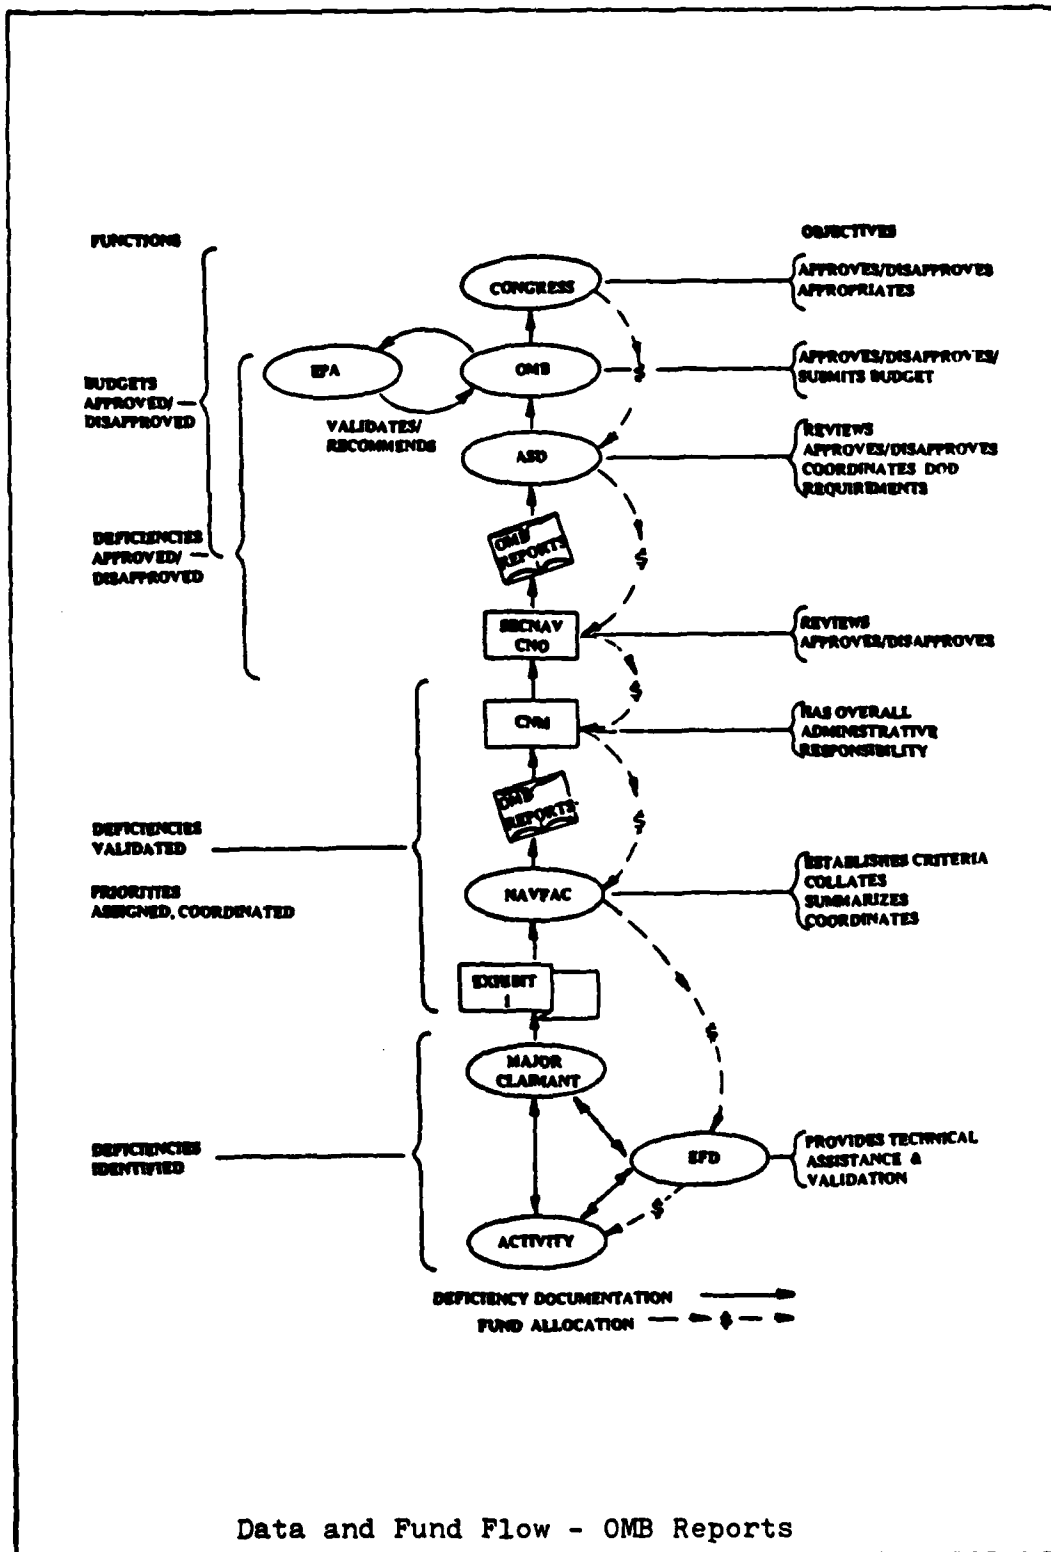 FUNCTIONS
OBJECTIVES
CONGRESS
APPROVES/DISAPPROVES
APPROPRIATES
EPA
OMB
$
APPROVES/DISAPPROVES/
SUBMITS BUDGET
BUDGETS
APPROVED/
DISAPPROVED
VALIDATES/
RECOMMENDS
ASD
REVIEWS
APPROVES/DISAPPROVES
COORDINATES DOD
REQUIREMENTS
OMB
REPORTS
$
DEFICIENCIES
APPROVED/
DISAPPROVED
SECNAV
CNO
REVIEWS
APPROVES/DISAPPROVES
$
CNM
HAS OVERALL
ADMINISTRATIVE
RESPONSIBILITY
OMB
REPORTS
$
DEFICIENCIES
VALIDATED
PRIORITIES
ASSIGNED, COORDINATED
NAVFAC
ESTABLISHES CRITERIA
COLLATES
SUMMARIZES
COORDINATES
EXHIBIT
1
$
MAJOR
CLAIMANT
DEFICIENCIES
IDENTIFIED
EFD
PROVIDES TECHNICAL
ASSISTANCE &
VALIDATION
$
ACTIVITY
DEFICIENCY DOCUMENTATION
FUND ALLOCATION $
Data and Fund Flow - OMB Reports